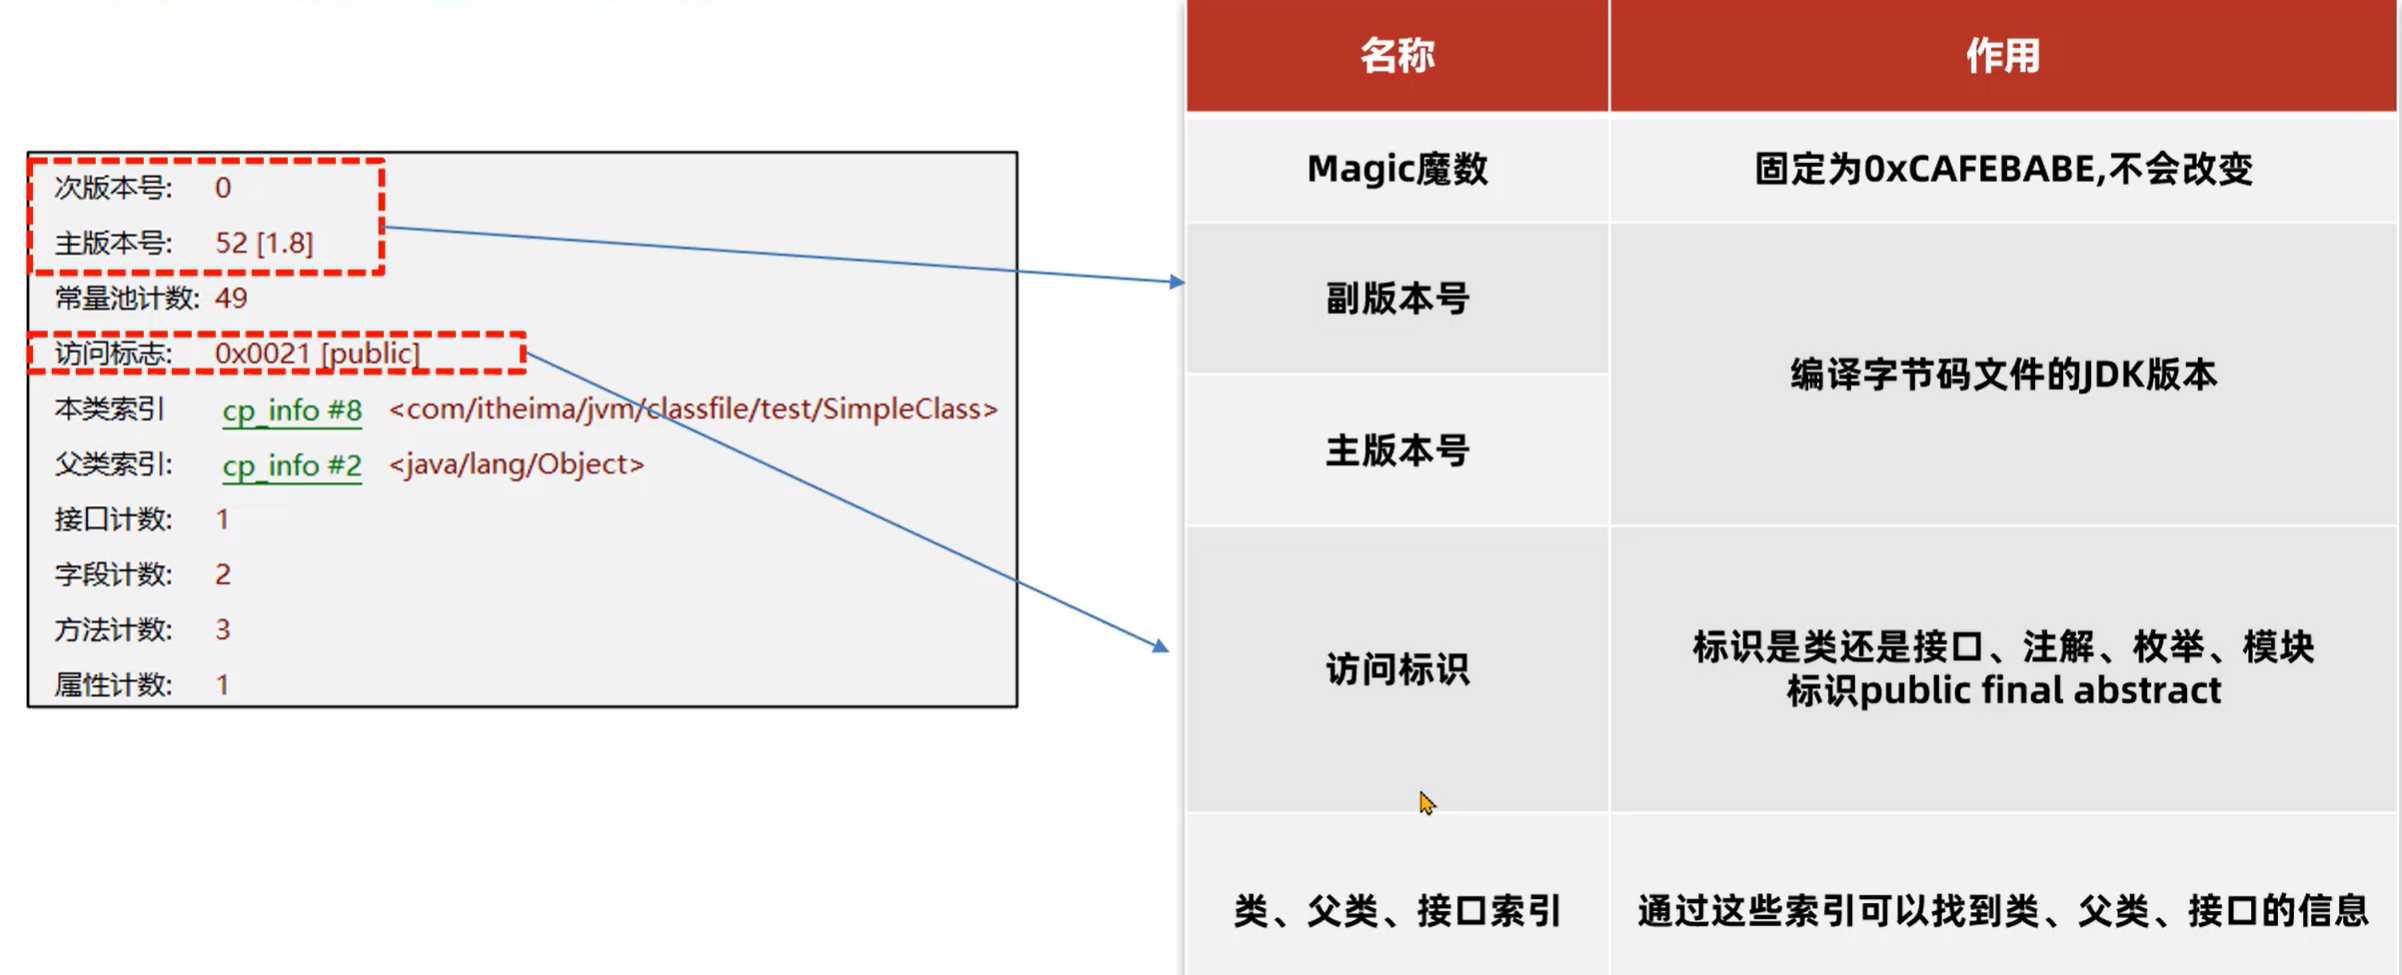 次版本号: 0
主版本号: 52 [1.8]
常量池计数: 49
访问标志: 0x0021 [public]
本类索引 cp_info #8 <com/itheima/jvm/classfile/test/SimpleClass>
父类索引: cp_info #2 <java/lang/Object>
接口计数: 1
字段计数: 2
方法计数: 3
属性计数: 1
名称 作用
Magic魔数 固定为0xCAFEBABE,不会改变
副版本号
编译字节码文件的JDK版本
主版本号
访问标识
标识是类还是接口、注解、枚举、模块
标识public final abstract
类、父类、接口索引 通过这些索引可以找到类、父类、接口的信息